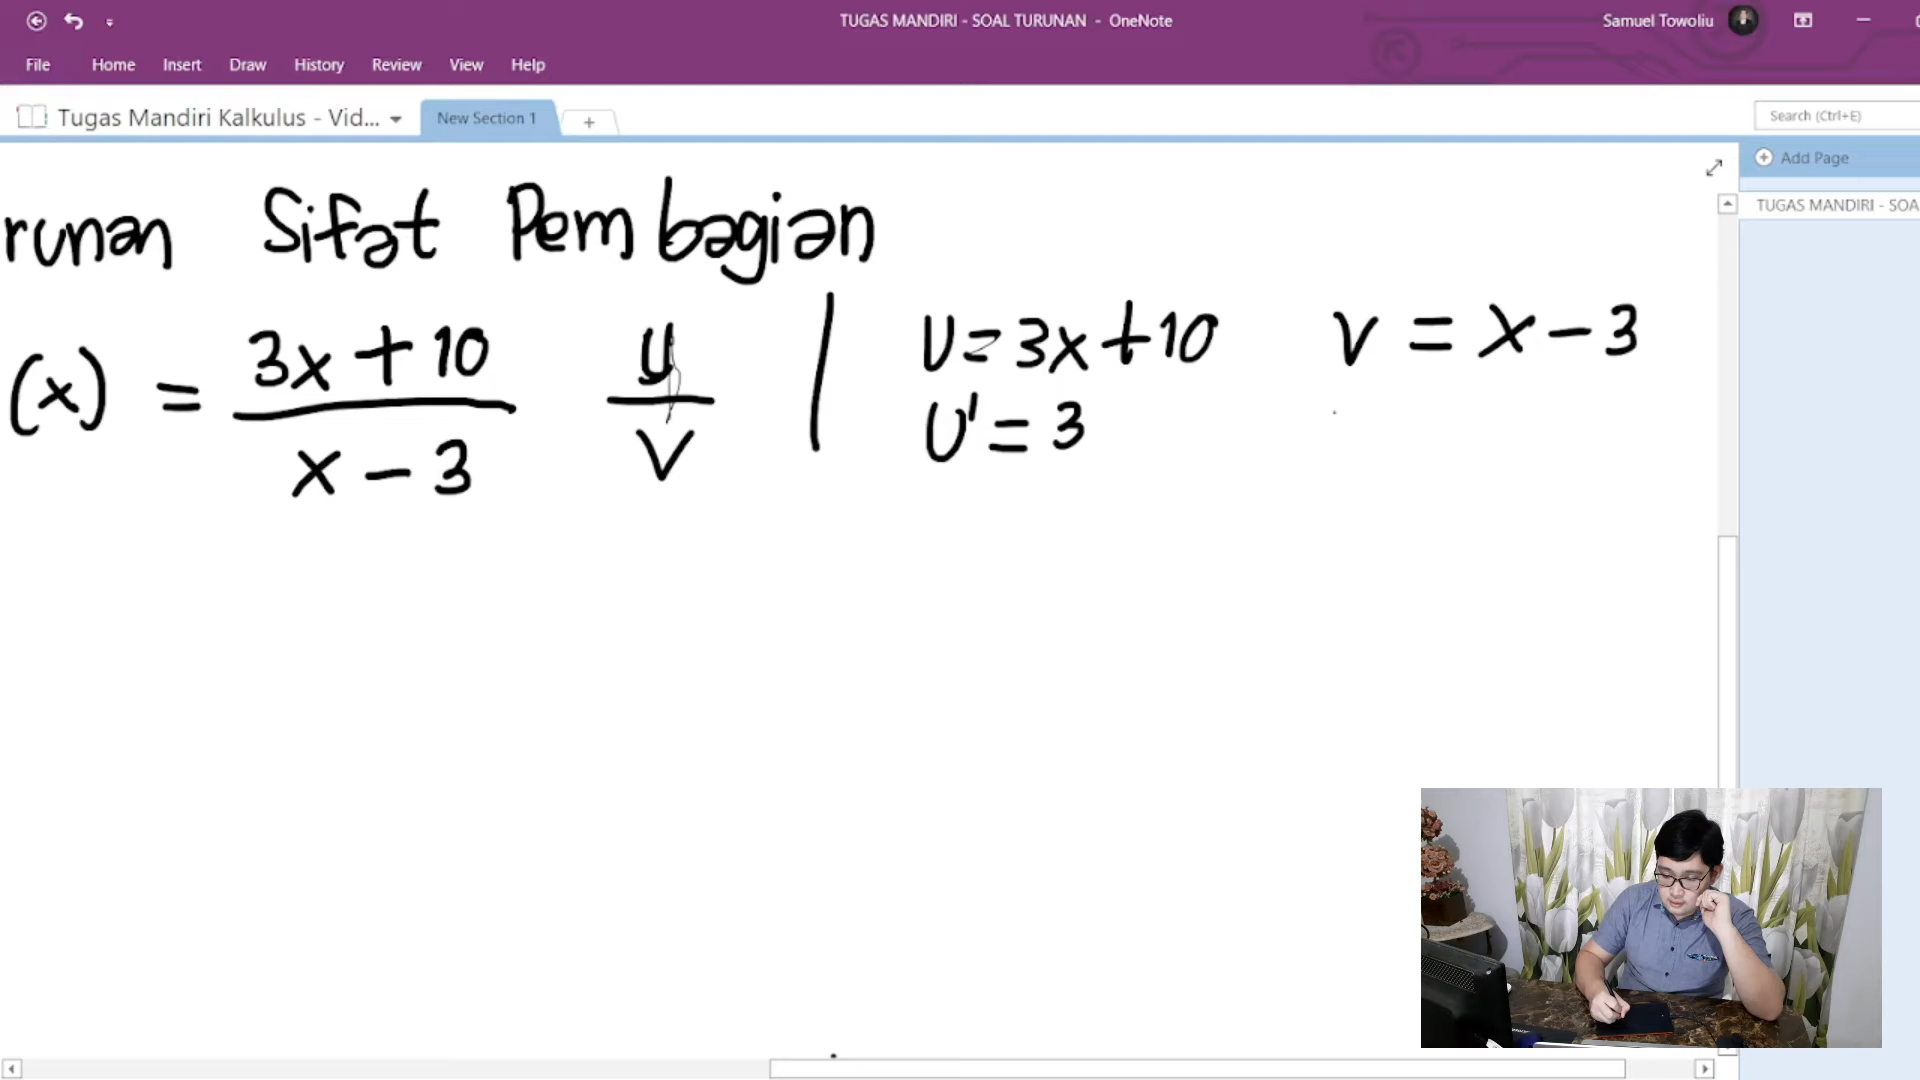 TUGAS MANDIRI - SOAL TURUNAN - OneNote
Samuel Towoliu
File Home Insert Draw History Review View Help
Tugas Mandiri Kalkulus - Vid...
New Section 1
Search (Ctrl+E)
Add Page
TUGAS MANDIRI - SOA
runan Sifat Pembagian
(x) = 3x + 10 / x - 3
U / V
U = 3x + 10
V = x - 3
U' = 3